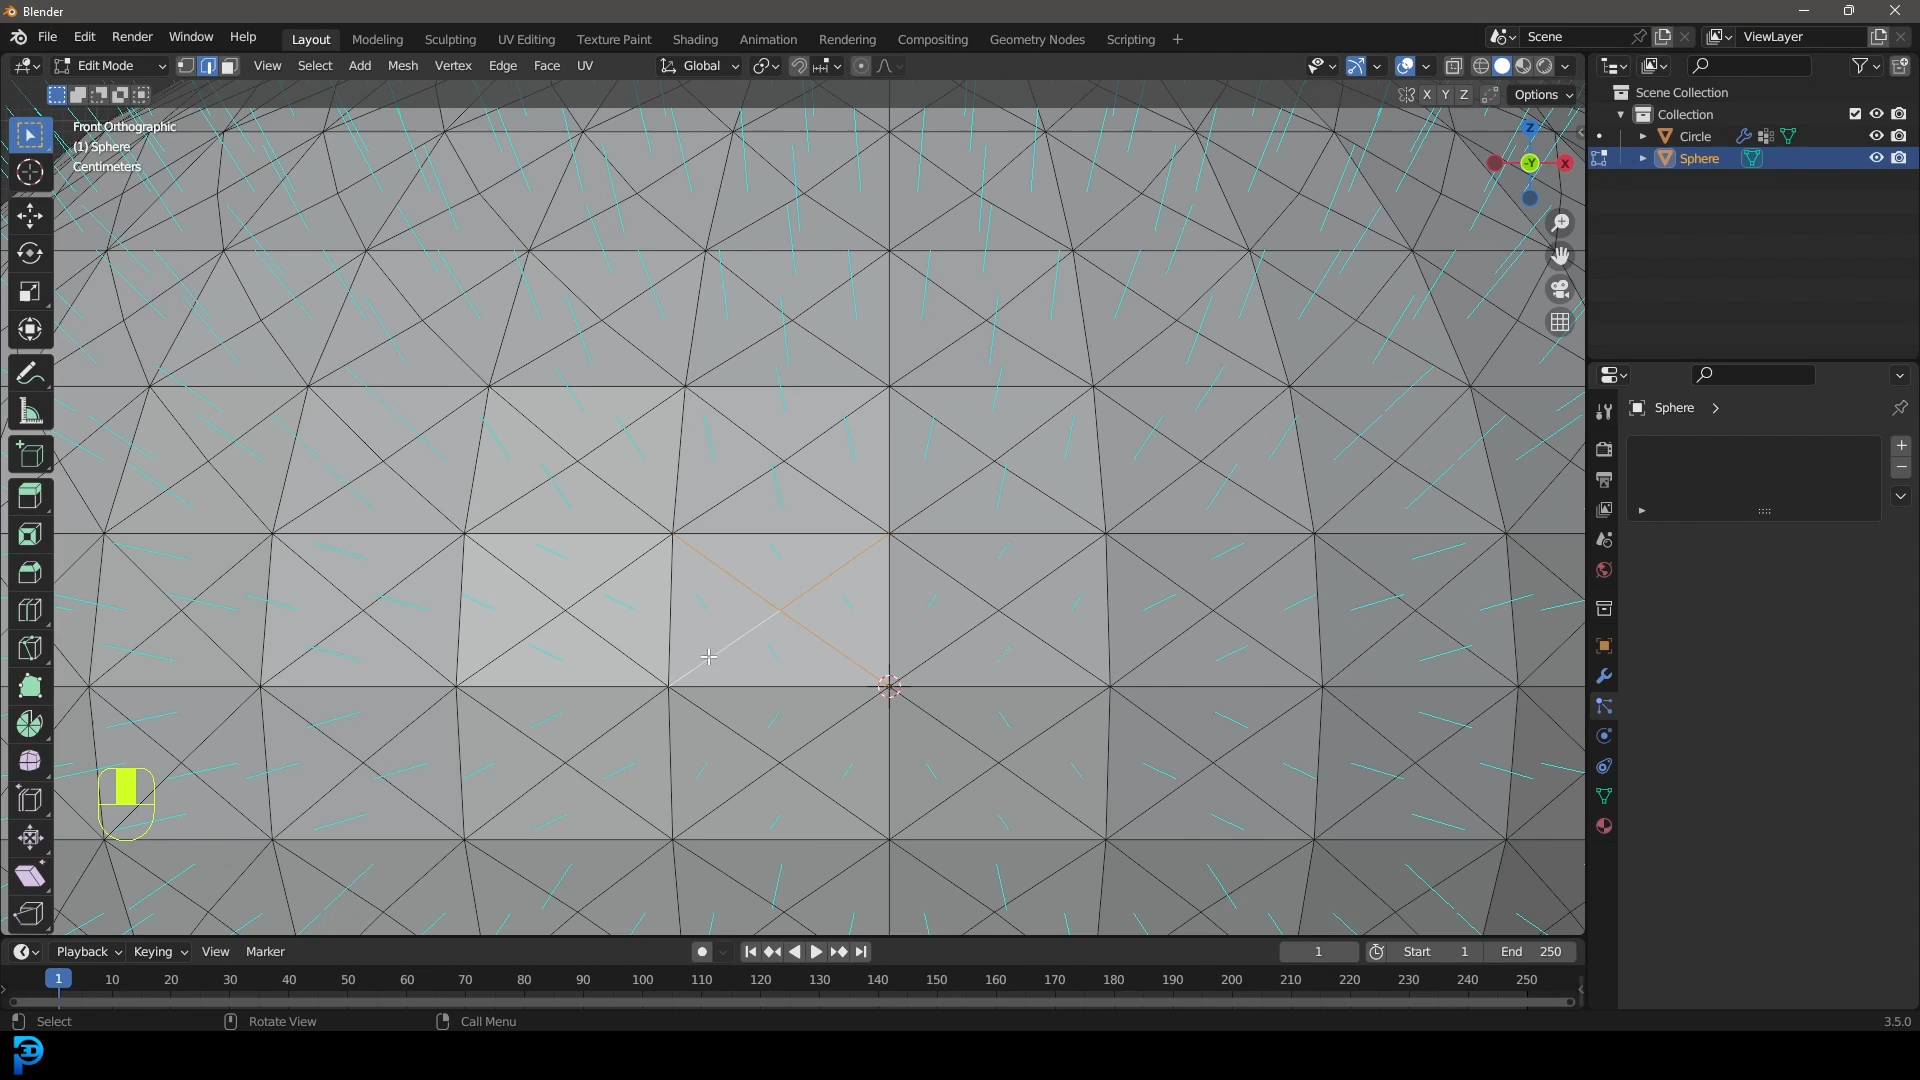 Blender
File Edit Render Window Help Layout Modeling Sculpting UV Editing Texture Paint Shading Animation Rendering Compositing Geometry Nodes Scripting + Scene ViewLayer
Edit Mode View Select Add Mesh Vertex Edge Face UV Global
X Y Z Options
Front Orthographic
(1) Sphere
Centimeters
Z
-Y X
Scene Collection
Collection
Circle
Sphere
Sphere
Playback Keying View Marker 1 Start 1 End 250
1 10 20 30 40 50 60 70 80 90 100 110 120 130 140 150 160 170 180 190 200 210 220 230 240 250
Select Rotate View Call Menu 3.5.0